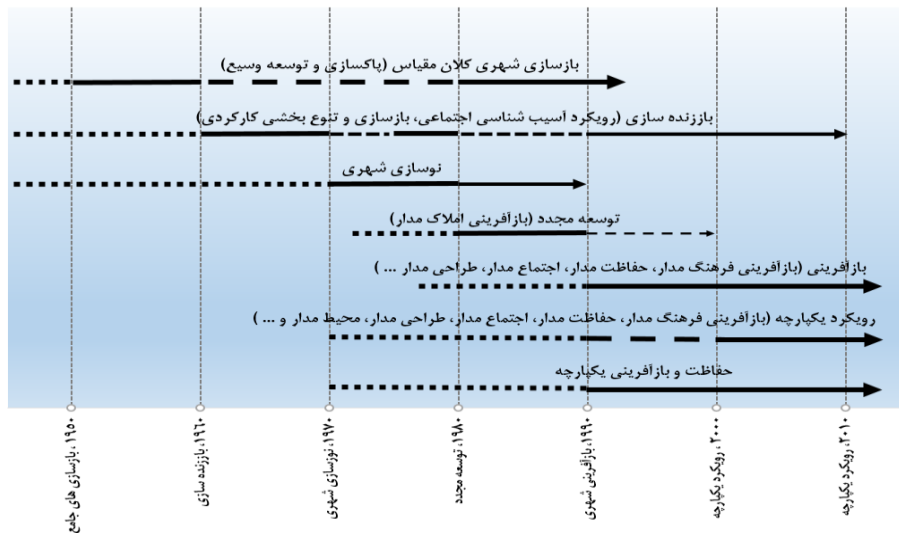 بازسازی شهری کلان مقیاس (پاکسازی و توسعه وسیع)
باززنده سازی (رویکرد آسیب شناسی اجتماعی، بازسازی و تنوع بخشی کارکردی)
نوسازی شهری
توسعه مجدد (بازآفرینی املاک مدار)
بازآفرینی (بازآفرینی فرهنگ مدار، حفاظت مدار، اجتماع مدار، طراحی مدار ... )
رویکرد یکپارچه (بازآفرینی فرهنگ مدار، حفاظت مدار، اجتماع مدار، طراحی مدار، محیط مدار و ... )
حفاظت و بازآفرینی یکپارچه
۱۹۵۰، بازسازی های جامع
۱۹۶۰، باززنده سازی
۱۹۷۰، نوزسازی شهری
۱۹۸۰، توسعه مجدد
۱۹۹۰، بازآفرینی شهری
۲۰۰۰، رویکرد یکپارچه
۲۰۱۰، رویکرد یکپارچه